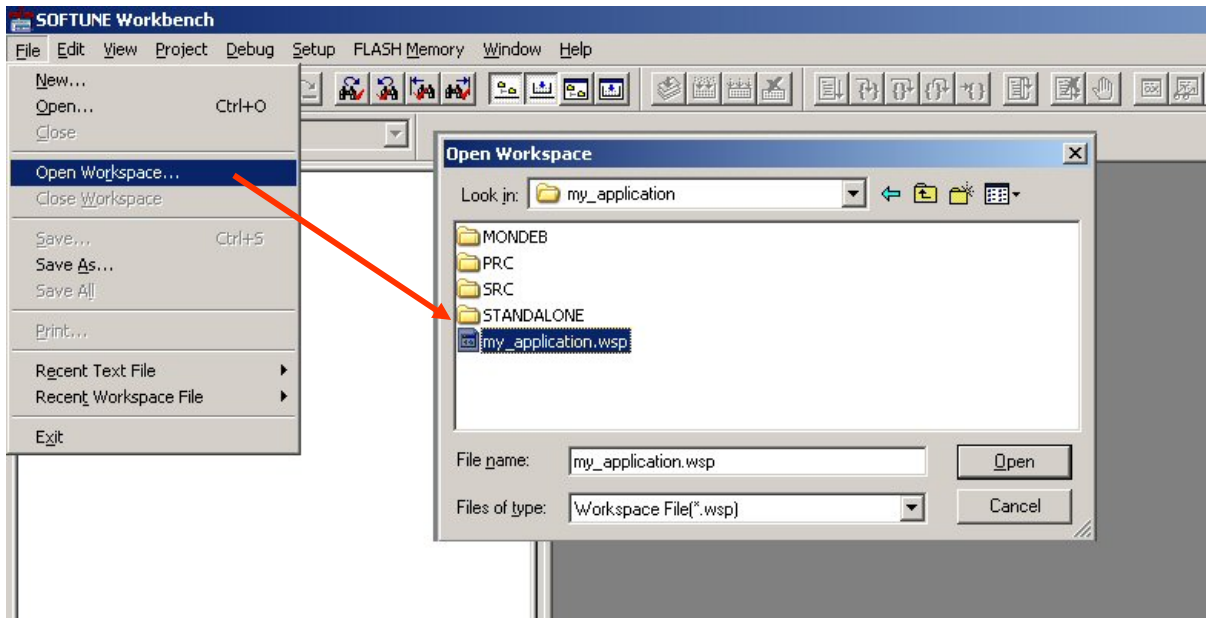 SOFTUNE Workbench
File Edit View Project Debug Setup FLASH Memory Window Help
New...
Open... Ctrl+O
Close
Open Workspace...
Close Workspace
Save... Ctrl+S
Save As...
Save All
Print...
Recent Text File
Recent Workspace File
Exit
Open Workspace
Look in: my_application
MONDEB
PRC
SRC
STANDALONE
my_application.wsp
File name: my_application.wsp Open
Files of type: Workspace File(*.wsp) Cancel